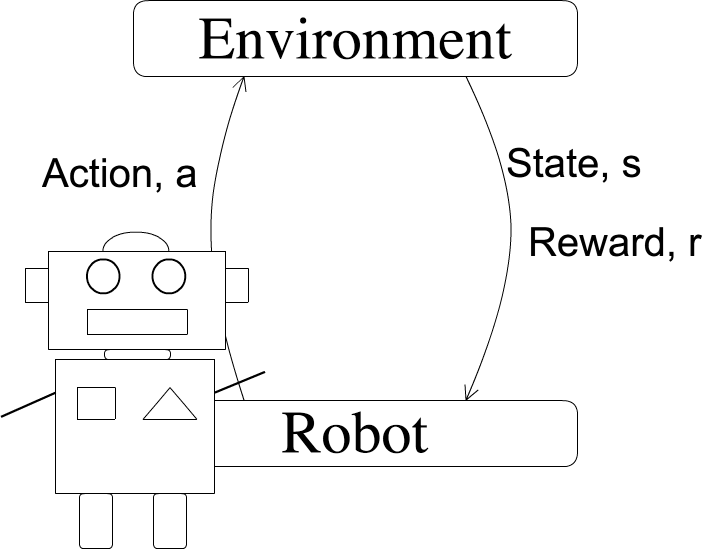 Environment
Action, a
State, s
Reward, r
Robot